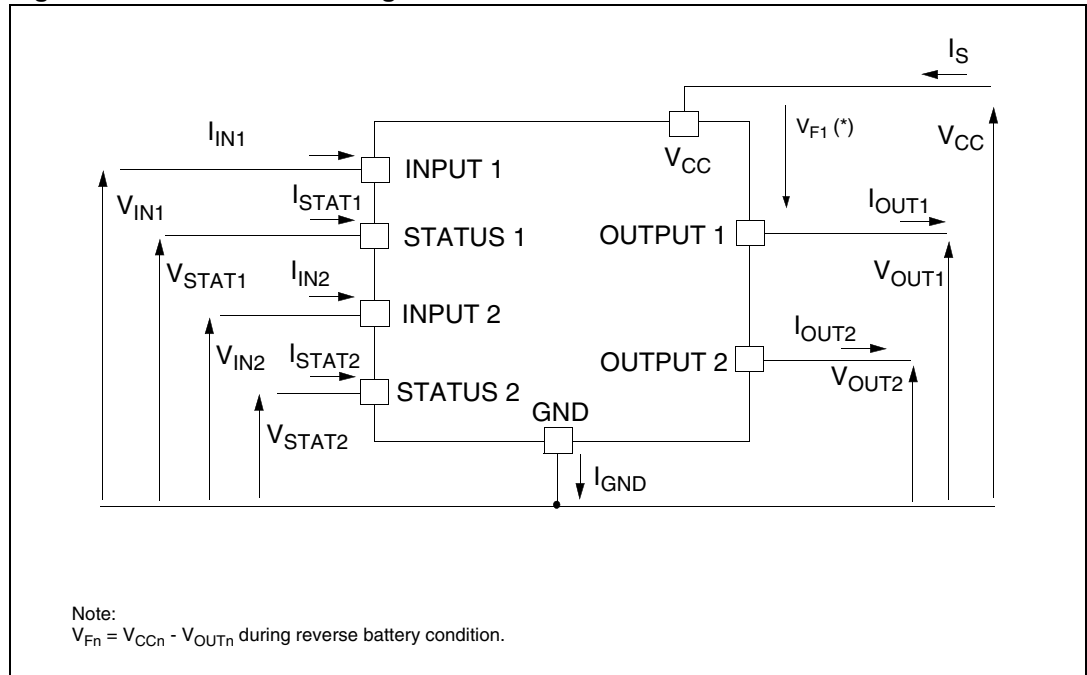 I_S
V_F1 (*)
V_CC
V_CC
I_IN1
INPUT 1
V_IN1
I_STAT1
STATUS 1
OUTPUT 1
I_OUT1
V_STAT1
V_OUT1
I_IN2
INPUT 2
V_IN2
I_OUT2
I_STAT2
OUTPUT 2
V_OUT2
STATUS 2
GND
V_STAT2
I_GND
Note:
V_Fn = V_CCn - V_OUTn during reverse battery condition.